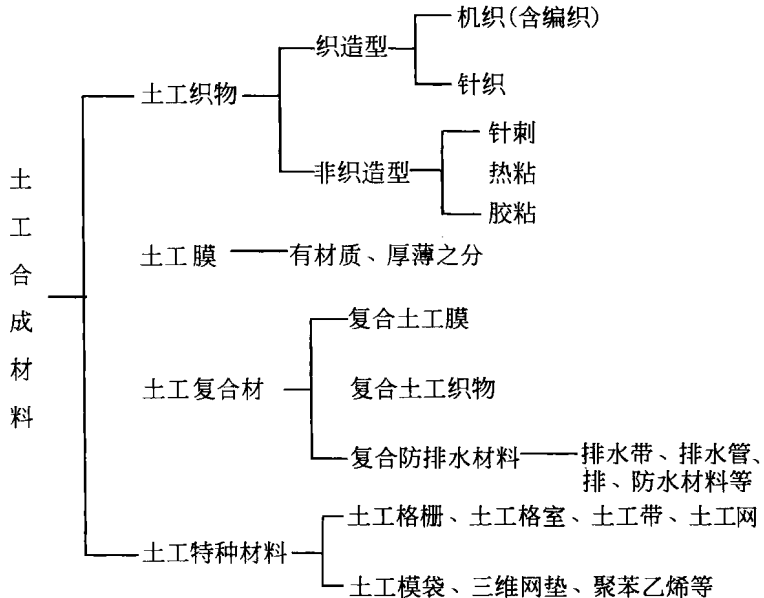 土工合成材料
土工织物
织造型
机织(含编织)
针织
非织造型
针刺
热粘
胶粘
土工膜
有材质、厚薄之分
土工复合材
复合土工膜
复合土工织物
复合防排水材料
排水带、排水管、
排、防水材料等
土工特种材料
土工格栅、土工格室、土工带、土工网
土工模袋、三维网垫、聚苯乙烯等